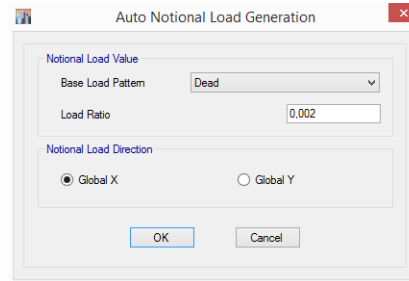 Auto Notional Load Generation
Notional Load Value
Base Load Pattern Dead
Load Ratio 0,002
Notional Load Direction
Global X Global Y
OK Cancel